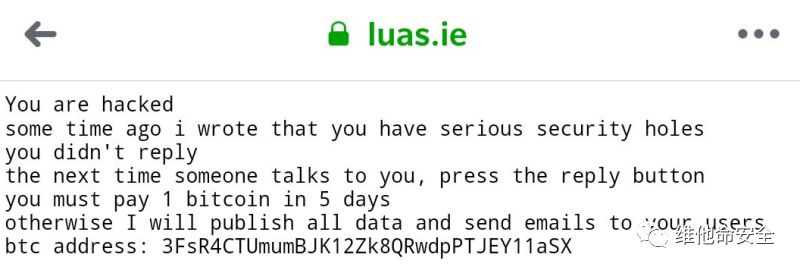 luas.ie
You are hacked
some time ago i wrote that you have serious security holes
you didn't reply
the next time someone talks to you, press the reply button
you must pay 1 bitcoin in 5 days
otherwise I will publish all data and send emails to your users
btc address: 3FsR4CTUmumBJK12Zk8QRwdpPTJEY11aSX
维他命安全